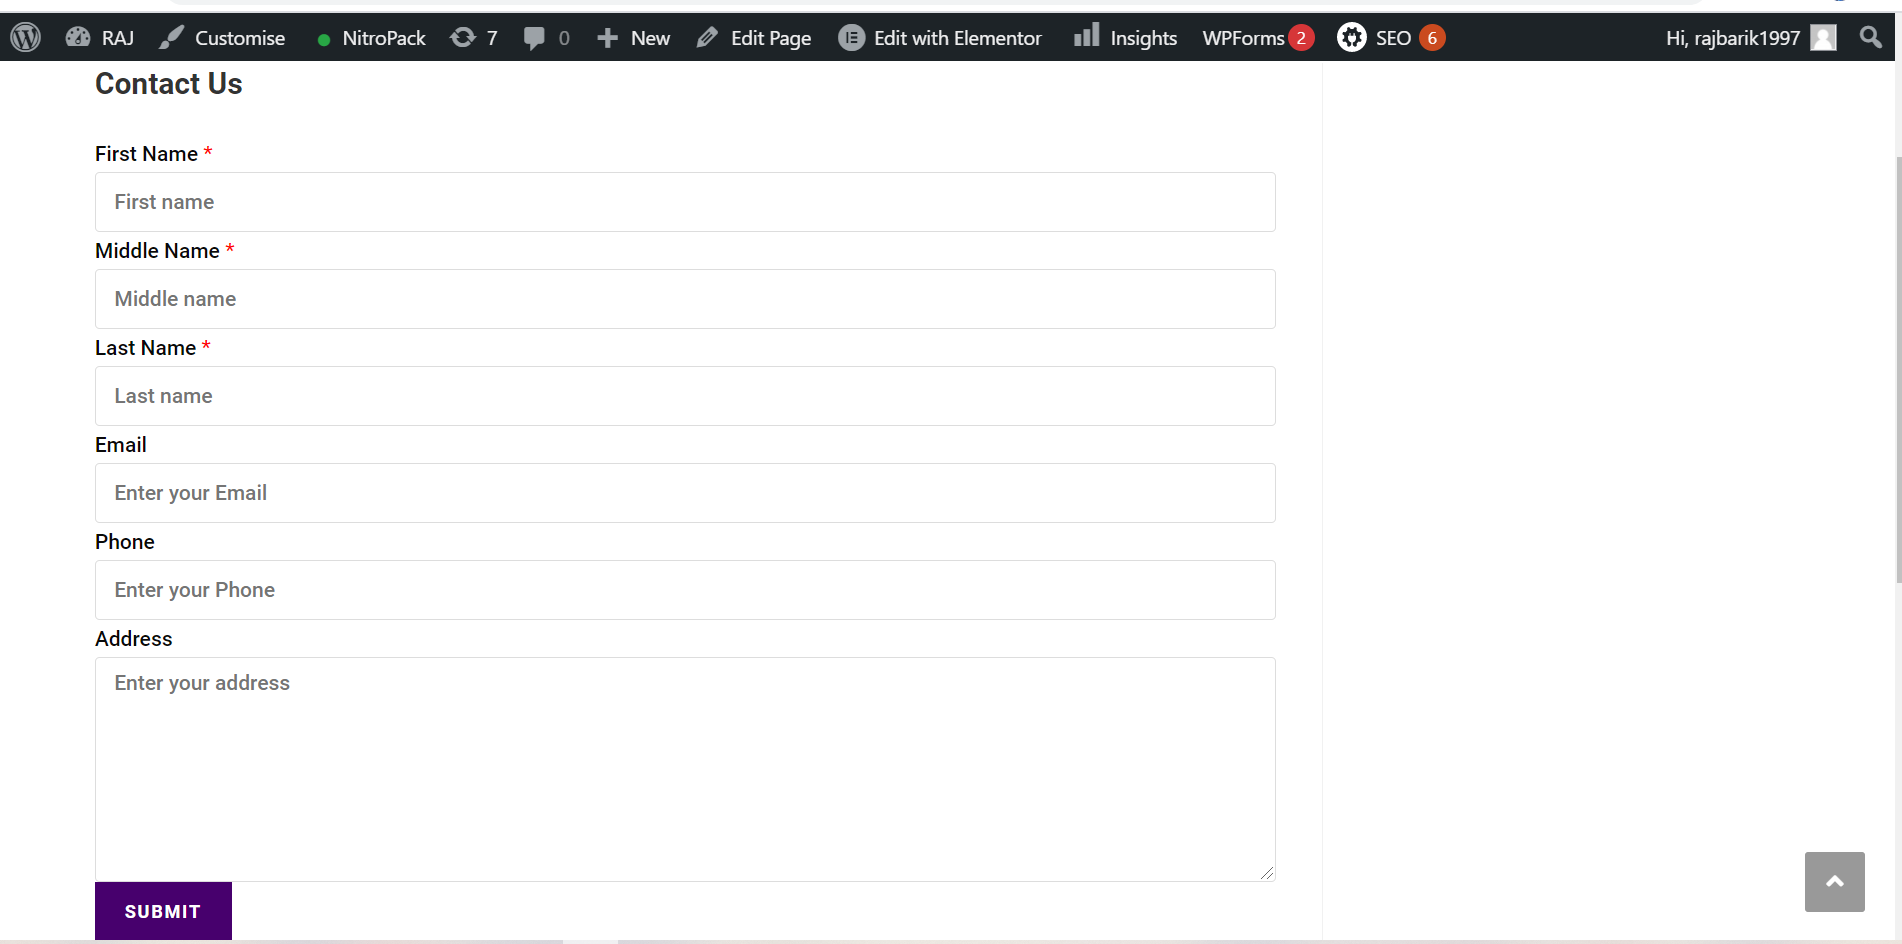 RAJ Customise NitroPack 7 0 New Edit Page Edit with Elementor Insights WPForms 2 SEO 6 Hi, rajbarik1997
Contact Us
First Name *
First name
Middle Name *
Middle name
Last Name *
Last name
Email
Enter your Email
Phone
Enter your Phone
Address
Enter your address
SUBMIT